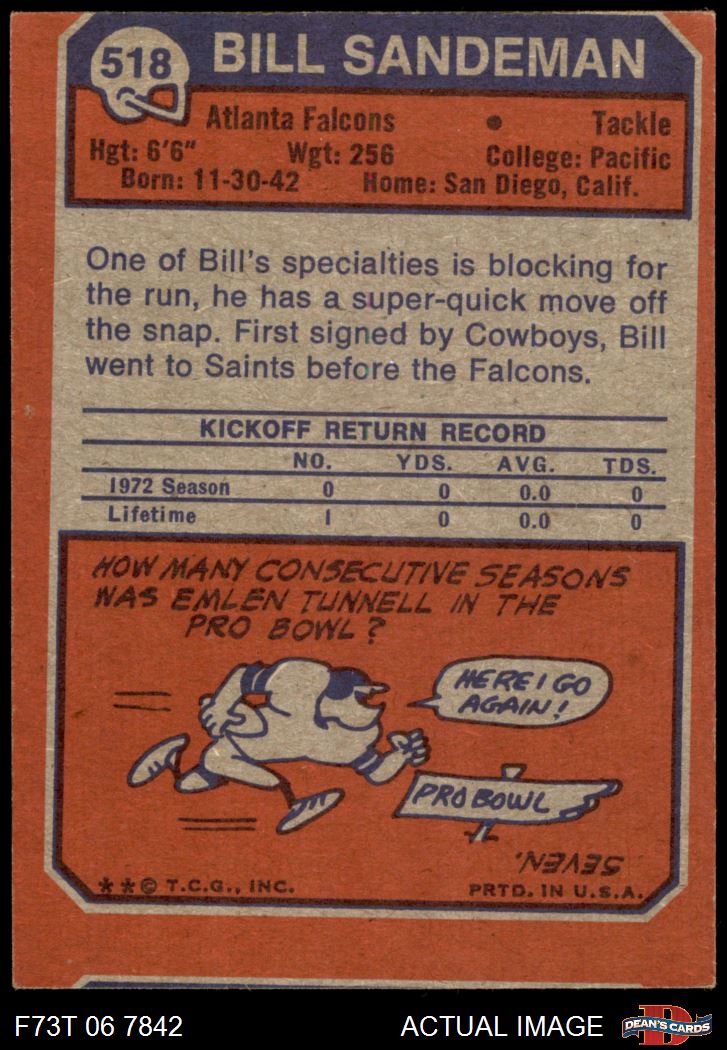 518 BILL SANDEMAN
Atlanta Falcons • Tackle
Hgt: 6'6" Wgt: 256 College: Pacific
Born: 11-30-42 Home: San Diego, Calif.
One of Bill's specialties is blocking for
the run, he has a super-quick move off
the snap. First signed by Cowboys, Bill
went to Saints before the Falcons.
KICKOFF RETURN RECORD
NO. YDS. AVG. TDS.
1972 Season 0 0 0.0 0
Lifetime 1 0 0.0 0
HOW MANY CONSECUTIVE SEASONS
WAS EMLEN TUNNELL IN THE
PRO BOWL?
HERE I GO
AGAIN!
PRO BOWL
SEVEN.
**© T.C.G., INC. PRTD. IN U.S.A.
F73T 06 7842 ACTUAL IMAGE D DEAN'S CARDS